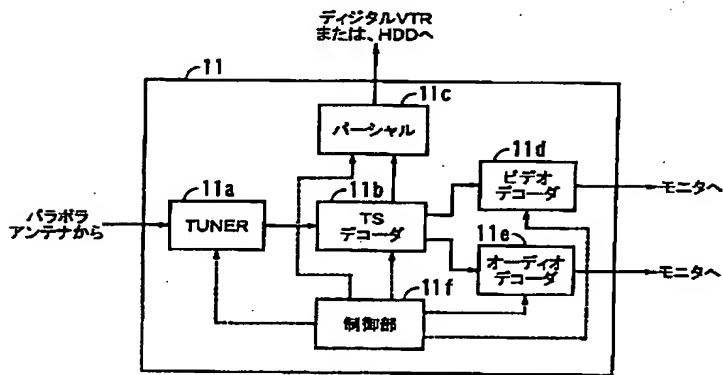 ディジタルVTR
または、HDDへ
11
11c
パーシャル
11a
TUNER
11b
TS
デコーダ
11d
ビデオ
デコーダ
モニタへ
パラボラ
アンテナから
11e
オーディオ
デコーダ
モニタへ
11f
制御部